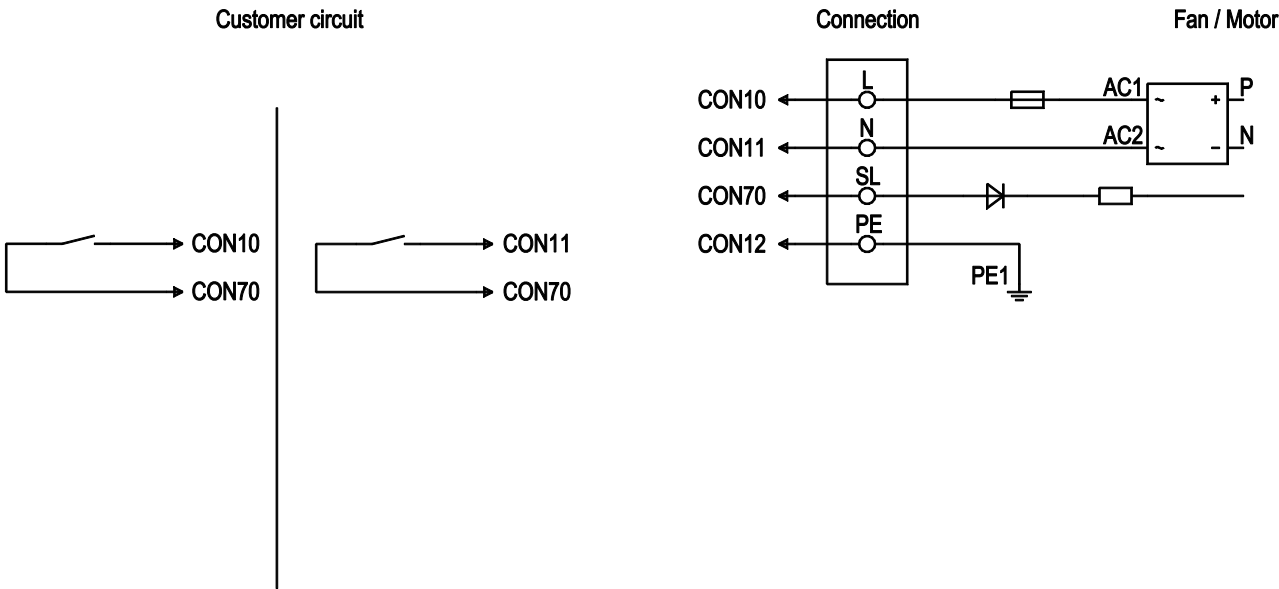 Customer circuit
CON10
CON70
CON11
CON70
Connection
Fan / Motor
CON10
L
AC1
~
+
P
CON11
N
AC2
~
−
N
CON70
SL
CON12
PE
PE1